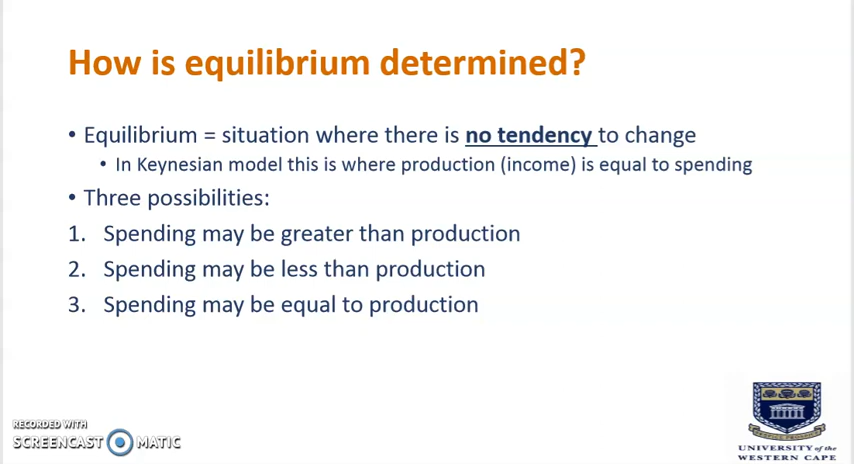 How is equilibrium determined?
• Equilibrium = situation where there is no tendency to change
• In Keynesian model this is where production (income) is equal to spending
• Three possibilities:
1. Spending may be greater than production
2. Spending may be less than production
3. Spending may be equal to production
RECORDED WITH
SCREENCAST MATIC
UNIVERSITY of the
WESTERN CAPE